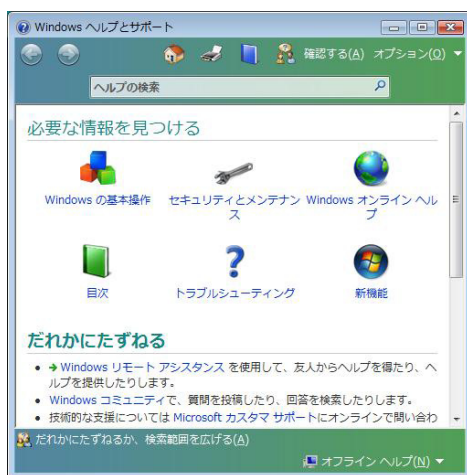 Windows ヘルプとサポート
確認する(A) オプション(O)
ヘルプの検索
必要な情報を見つける
Windows の基本操作
セキュリティとメンテナン
ス
Windows オンライン ヘル
プ
目次
トラブルシューティング
新機能
だれかにたずねる
Windows リモート アシスタンス を使用して、友人からヘルプを得たり、ヘ
ルプを提供したりします。
Windows コミュニティで、質問を投稿したり、回答を検索したりします。
技術的な支援については Microsoft カスタマ サポートにオンラインで問い合わ
だれかにたずねるか、検索範囲を広げる(A)
オフライン ヘルプ(N)